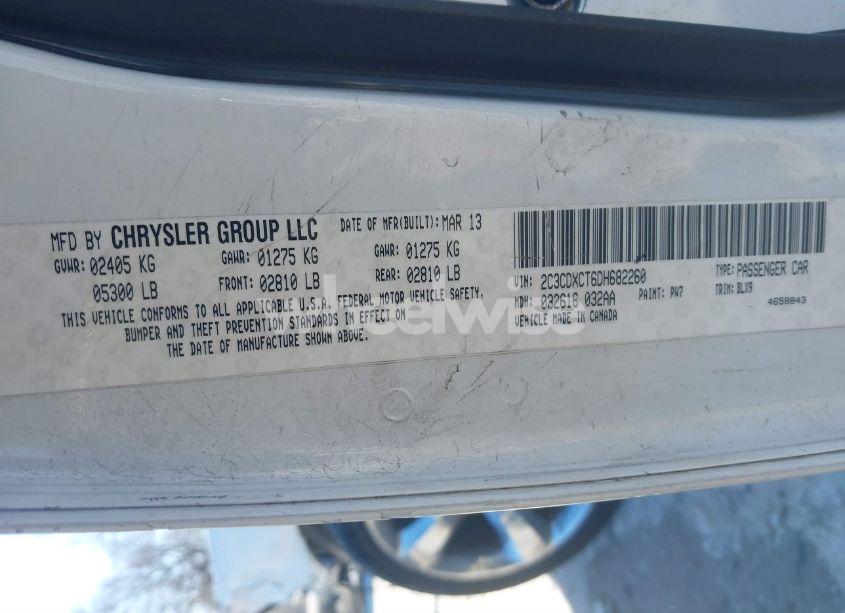 MFD BY CHRYSLER GROUP LLC DATE OF MFR(BUILT): MAR 13
GVWR: 02405 KG GAWR: 01275 KG GAWR: 01275 KG
05300 LB FRONT: 02810 LB REAR: 02810 LB
THIS VEHICLE CONFORMS TO ALL APPLICABLE U.S.A. FEDERAL MOTOR VEHICLE SAFETY,
BUMPER AND THEFT PREVENTION STANDARDS IN EFFECT ON
THE DATE OF MANUFACTURE SHOWN ABOVE.
VIN: 2C3CDXCT6DH682260 TYPE: PASSENGER CAR
MDH: 032618 032AA PAINT: PW7 TRIM: BLX9
VEHICLE MADE IN CANADA 4658843